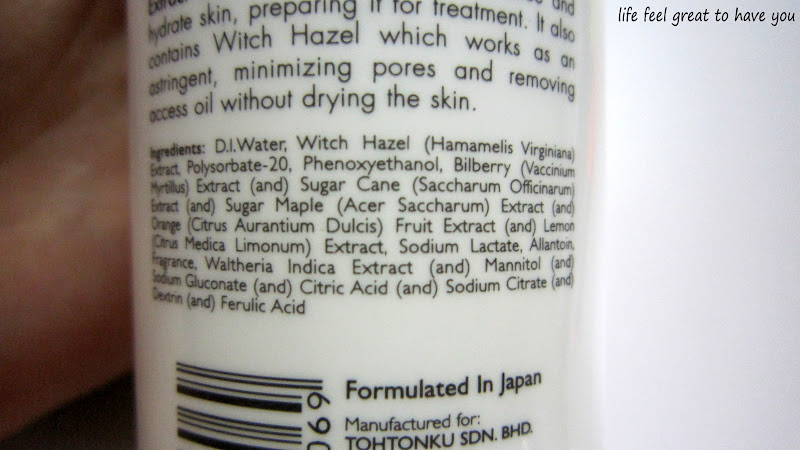 life feel great to have you
and
hydrate skin, preparing it for treatment. It also
contains Witch Hazel which works as an
astringent, minimizing pores and removing
access oil without drying the skin.
Ingredients: D.I.Water, Witch Hazel (Hamamelis Virginiana)
Extract, Polysorbate-20, Phenoxyethanol, Bilberry (Vaccinium
Myrtillus) Extract (and) Sugar Cane (Saccharum Officinarum)
Extract (and) Sugar Maple (Acer Saccharum) Extract (and)
Orange (Citrus Aurantium Dulcis) Fruit Extract (and) Lemon
(Citrus Medica Limonum) Extract, Sodium Lactate, Allantoin,
Fragrance, Waltheria Indica Extract (and) Mannitol (and)
Sodium Gluconate (and) Citric Acid (and) Sodium Citrate (and)
Dextrin (and) Ferulic Acid
Formulated In Japan
Manufactured for:
TOHTONKU SDN. BHD.
069